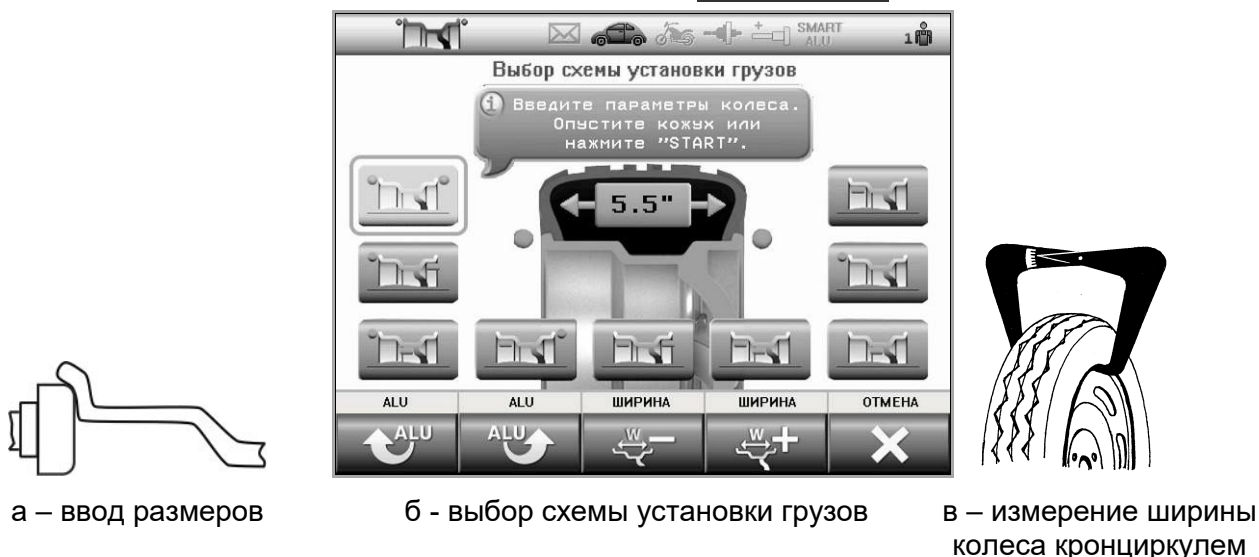 SMART
ALU
1
Выбор схемы установки грузов
i Введите параметры колеса.
Опустите кожух или
нажмите "START".
5.5"
ALU ALU ШИРИНА ШИРИНА ОТМЕНА
ALU ALU W W
а – ввод размеров
б - выбор схемы установки грузов
в – измерение ширины
колеса кронциркулем